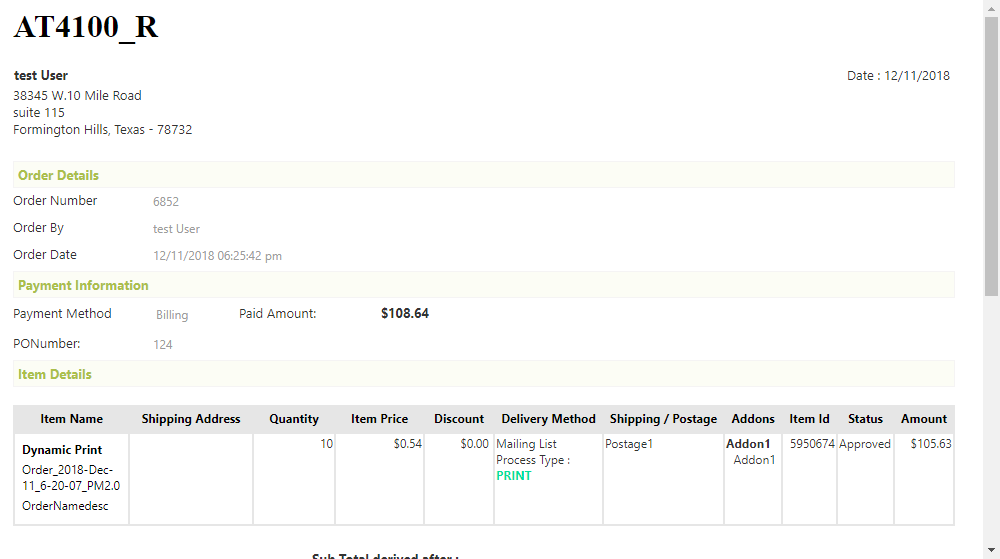 AT4100_R
test User
Date : 12/11/2018
38345 W.10 Mile Road
suite 115
Formington Hills, Texas - 78732
Order Details
Order Number 6852
Order By test User
Order Date 12/11/2018 06:25:42 pm
Payment Information
Payment Method Billing Paid Amount: $108.64
PONumber: 124
Item Details
Item Name Shipping Address Quantity Item Price Discount Delivery Method Shipping / Postage Addons Item Id Status Amount
Dynamic Print
Order_2018-Dec-
11_6-20-07_PM2.0
OrderNamedesc
10
$0.54
$0.00
Mailing List
Process Type :
PRINT
Postage1
Addon1
Addon1
5950674
Approved
$105.63
Sub Total derived after :